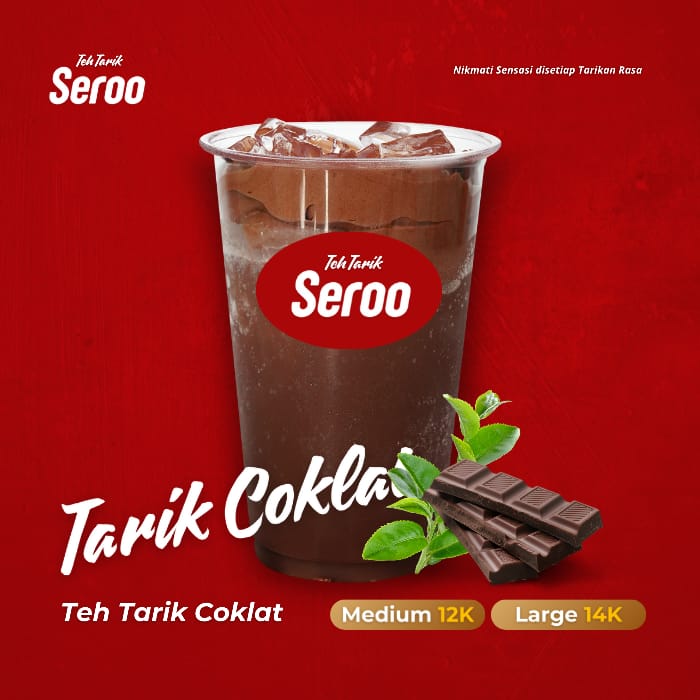 Teh Tarik
Seroo
Nikmati Sensasi disetiap Tarikan Rasa
Teh Tarik
Seroo
Tarik Coklat
Teh Tarik Coklat
Medium 12K
Large 14K